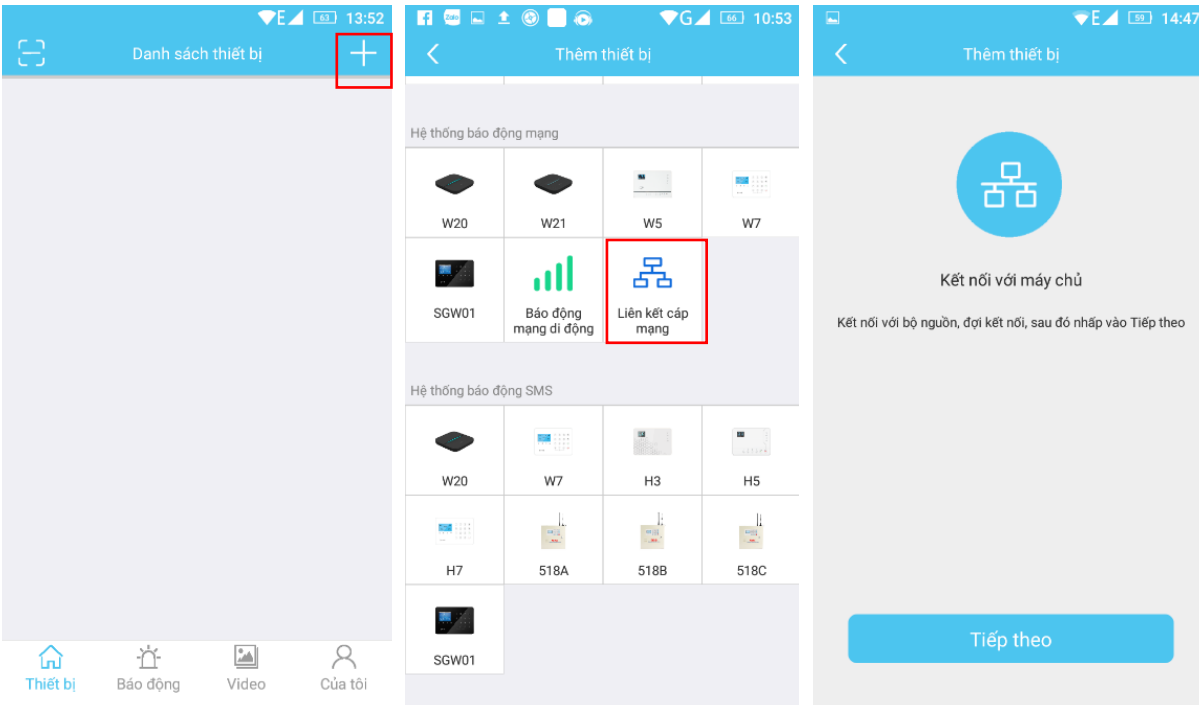 E 63 13:52
Danh sách thiết bị
Thiết bị
Báo động
Video
Của tôi
Zalo G 66 10:53
Thêm thiết bị
Hệ thống báo động mạng
W20
W21
W5
W7
SGW01
Báo động
mạng di động
Liên kết cáp
mạng
Hệ thống báo động SMS
W20
W7
H3
H5
H7
518A
518B
518C
SGW01
E 59 14:47
Thêm thiết bị
Kết nối với máy chủ
Kết nối với bộ nguồn, đợi kết nối, sau đó nhấp vào Tiếp theo
Tiếp theo